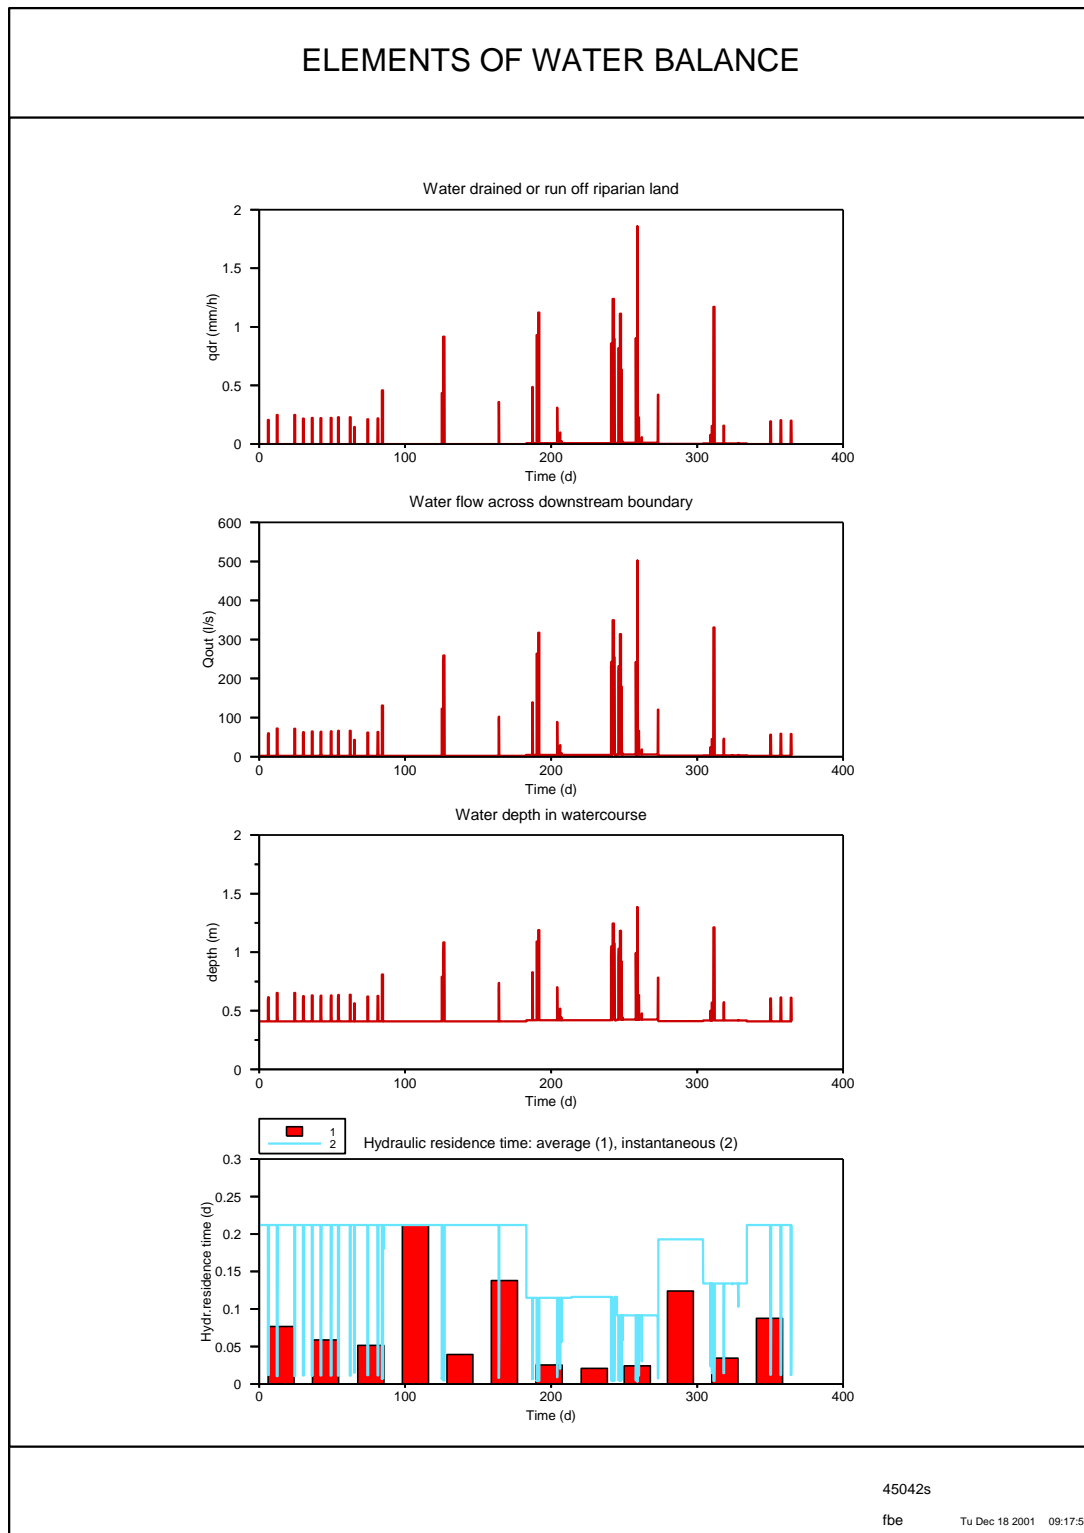 ELEMENTS OF WATER BALANCE
Water drained or run off riparian land
qdr (mm/h)
2
1.5
1
0.5
0
0 100 200 300 400
Time (d)
Water flow across downstream boundary
Qout (l/s)
600
500
400
300
200
100
0
0 100 200 300 400
Time (d)
Water depth in watercourse
depth (m)
2
1.5
1
0.5
0
0 100 200 300 400
Time (d)
1
2
Hydraulic residence time: average (1), instantaneous (2)
Hydr.residence time (d)
0.3
0.25
0.2
0.15
0.1
0.05
0
0 100 200 300 400
Time (d)
45042s
fbe Tu Dec 18 2001 09:17:5